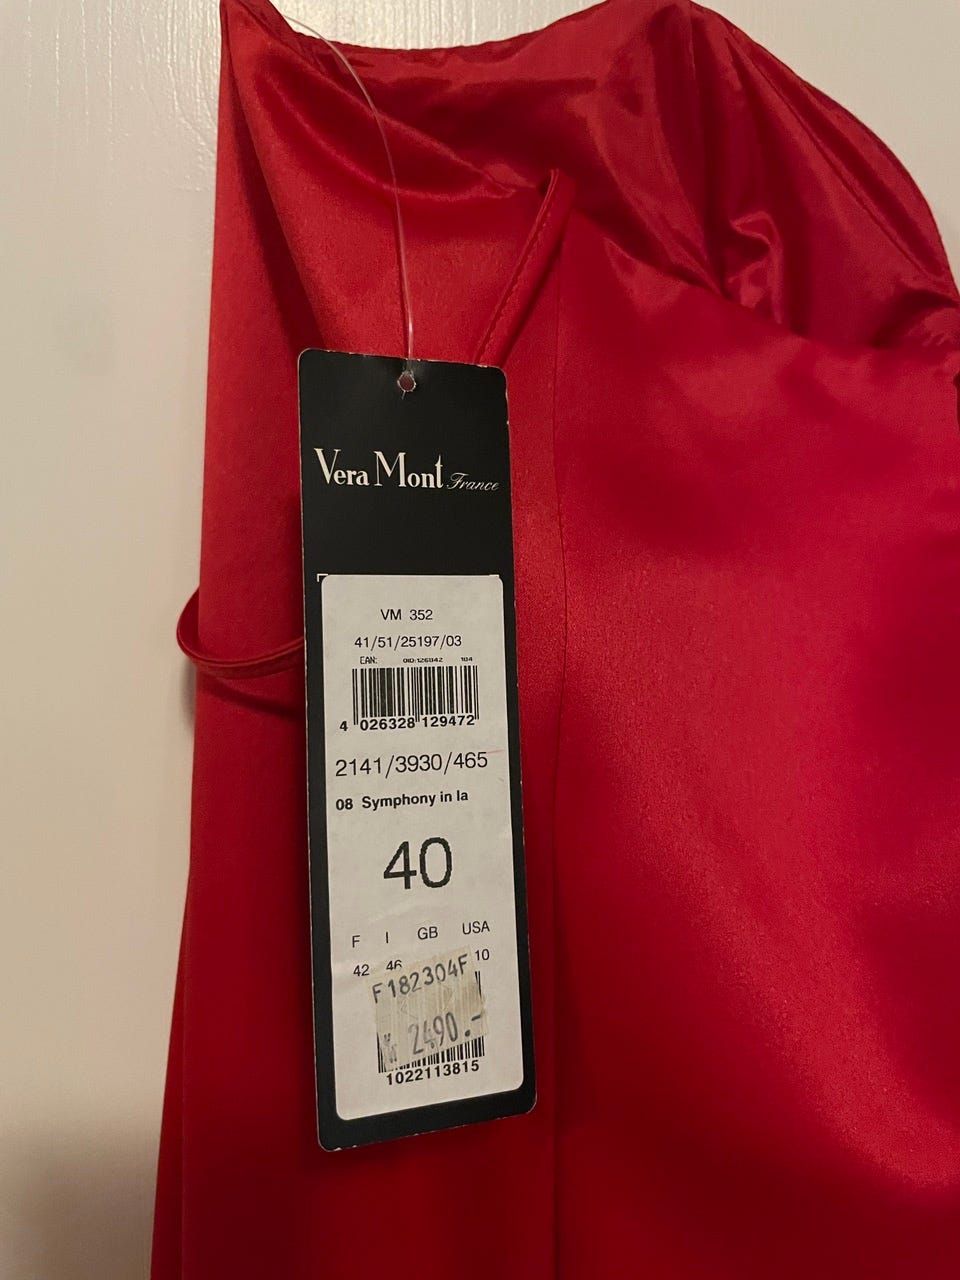 Vera Mont France
VM 352
41/51/25197/03
EAN:
4 026328 129472
2141/3930/465
08 Symphony in la
40
F I GB USA
42 46 10
F182304F
Kr 2490.-
1022113815